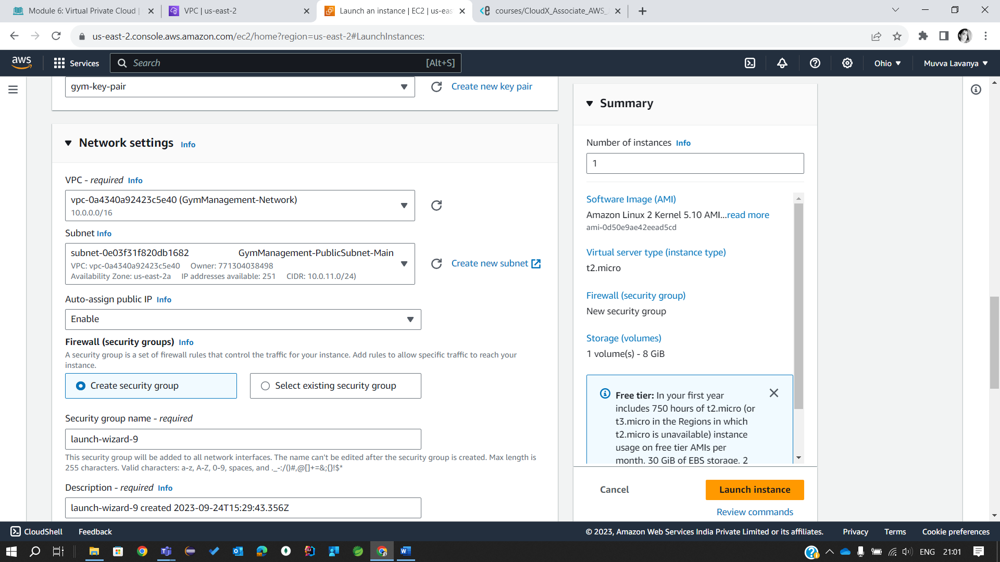 Module 6: Virtual Private Cloud |
VPC | us-east-2
Launch an instance | EC2 | us-eas
courses/CloudX_Associate_AWS_
us-east-2.console.aws.amazon.com/ec2/home?region=us-east-2#LaunchInstances:
aws
Services
Search
[Alt+S]
Ohio
Muvva Lavanya
gym-key-pair
Create new key pair
Network settings Info
VPC - required Info
vpc-0a4340a92423c5e40 (GymManagement-Network)
10.0.0.0/16
Subnet Info
subnet-0e03f31f820db1682 GymManagement-PublicSubnet-Main
VPC: vpc-0a4340a92423c5e40 Owner: 771304038498
Availability Zone: us-east-2a IP addresses available: 251 CIDR: 10.0.11.0/24)
Create new subnet
Auto-assign public IP Info
Enable
Firewall (security groups) Info
A security group is a set of firewall rules that control the traffic for your instance. Add rules to allow specific traffic to reach your
instance.
Create security group
Select existing security group
Security group name - required
launch-wizard-9
This security group will be added to all network interfaces. The name can't be edited after the security group is created. Max length is
255 characters. Valid characters: a-z, A-Z, 0-9, spaces, and ._-:/()#,@[]+=&;{}!$*
Description - required Info
launch-wizard-9 created 2023-09-24T15:29:43.356Z
Summary
Number of instances Info
1
Software Image (AMI)
Amazon Linux 2 Kernel 5.10 AMI...read more
ami-0d50e9ae42eead5cd
Virtual server type (instance type)
t2.micro
Firewall (security group)
New security group
Storage (volumes)
1 volume(s) - 8 GiB
Free tier: In your first year
includes 750 hours of t2.micro (or
t3.micro in the Regions in which
t2.micro is unavailable) instance
usage on free tier AMIs per
month, 30 GiB of EBS storage, 2
Cancel
Launch instance
Review commands
CloudShell
Feedback
© 2023, Amazon Web Services India Private Limited or its affiliates.
Privacy
Terms
Cookie preferences
ENG
21:01